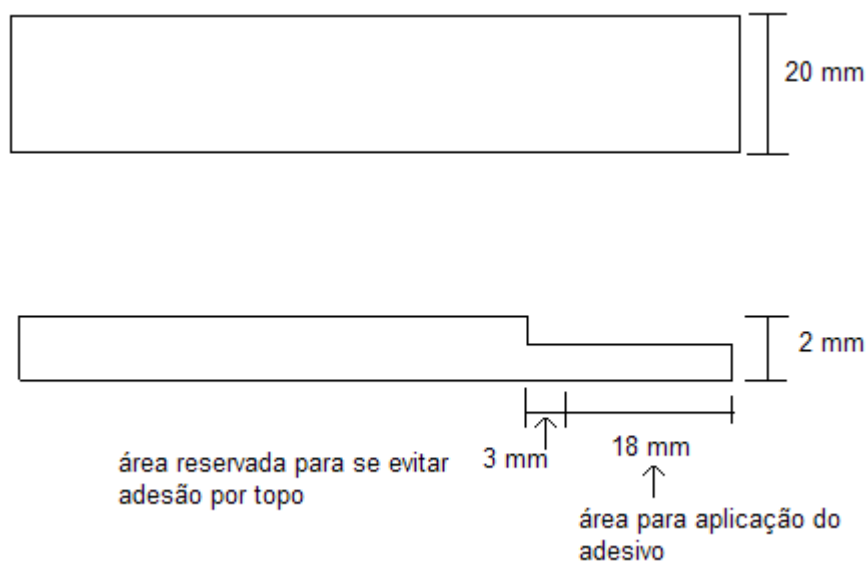 20 mm
2 mm
3 mm
18 mm
área reservada para se evitar
adesão por topo
área para aplicação do
adesivo